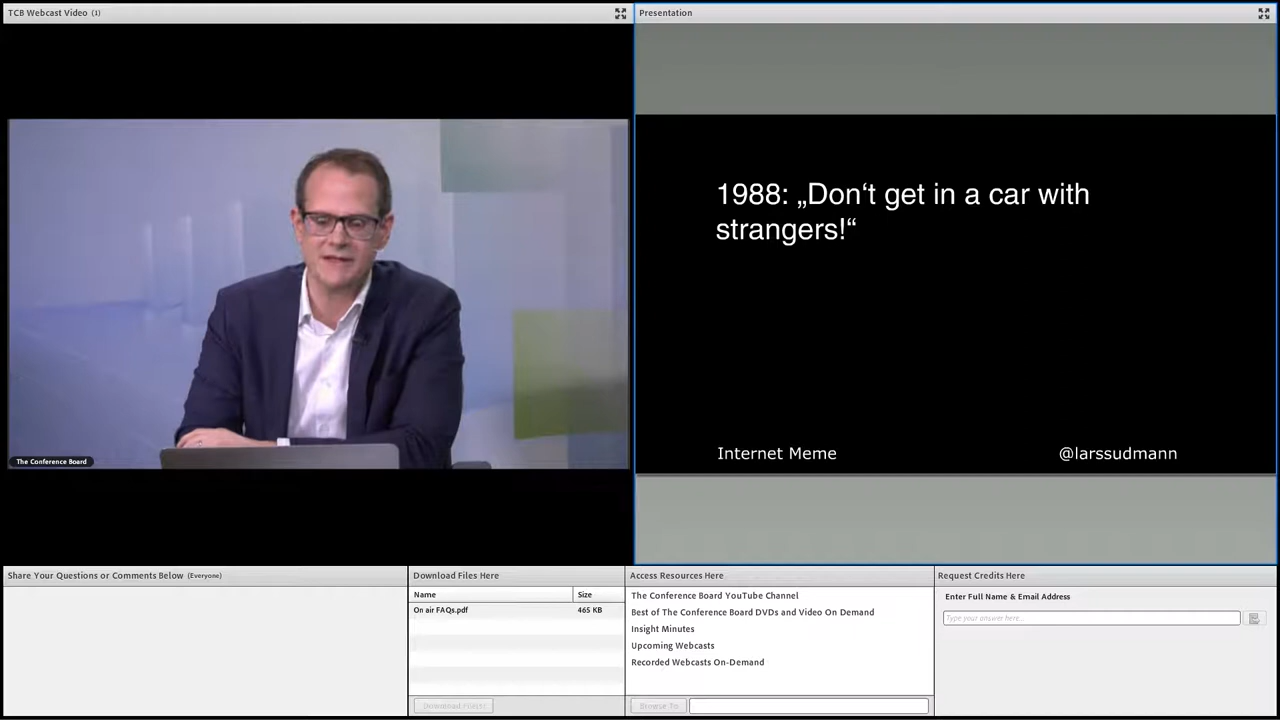 TCB Webcast Video (1)
Presentation
1988: „Don‘t get in a car with
strangers!“
Internet Meme
@larssudmann
The Conference Board
Share Your Questions or Comments Below (Everyone)
Download Files Here
Name
Size
On air FAQs.pdf
465 KB
Download File(s)
Access Resources Here
The Conference Board YouTube Channel
Best of The Conference Board DVDs and Video On Demand
Insight Minutes
Upcoming Webcasts
Recorded Webcasts On-Demand
Browse To
Request Credits Here
Enter Full Name & Email Address
Type your answer here...